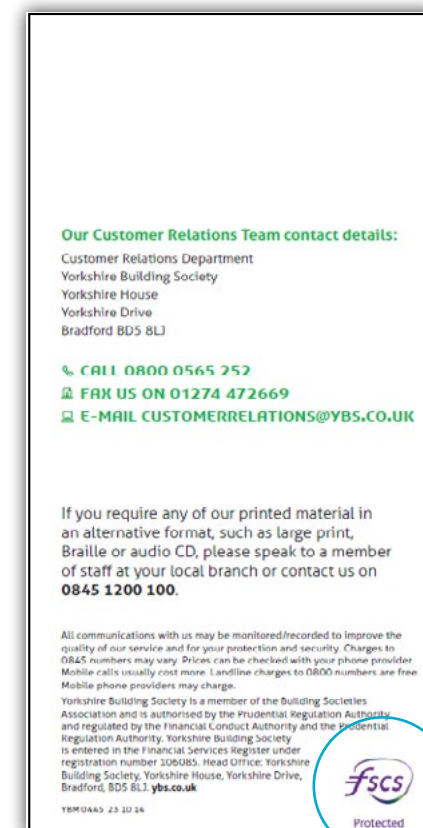 Our Customer Relations Team contact details:
Customer Relations Department
Yorkshire Building Society
Yorkshire House
Yorkshire Drive
Bradford BD5 8LJ
CALL 0800 0565 252
FAX US ON 01274 472669
E-MAIL CUSTOMERRELATIONS@YBS.CO.UK
If you require any of our printed material in
an alternative format, such as large print,
Braille or audio CD, please speak to a member
of staff at your local branch or contact us on
0845 1200 100.
All communications with us may be monitored/recorded to improve the
quality of our service and for your protection and security. Charges to
0845 numbers may vary. Prices can be checked with your phone provider.
Mobile calls usually cost more. Landline charges to 0800 numbers are free.
Mobile phone providers may charge.
Yorkshire Building Society is a member of the Building Societies
Association and is authorised by the Prudential Regulation Authority
and regulated by the Financial Conduct Authority and the Prudential
Regulation Authority. Yorkshire Building Society
is entered in the Financial Services Register under
registration number 106085. Head Office: Yorkshire
Building Society, Yorkshire House, Yorkshire Drive,
Bradford, BD5 8LJ. ybs.co.uk
YBM0445 23 10 14
fscs
Protected